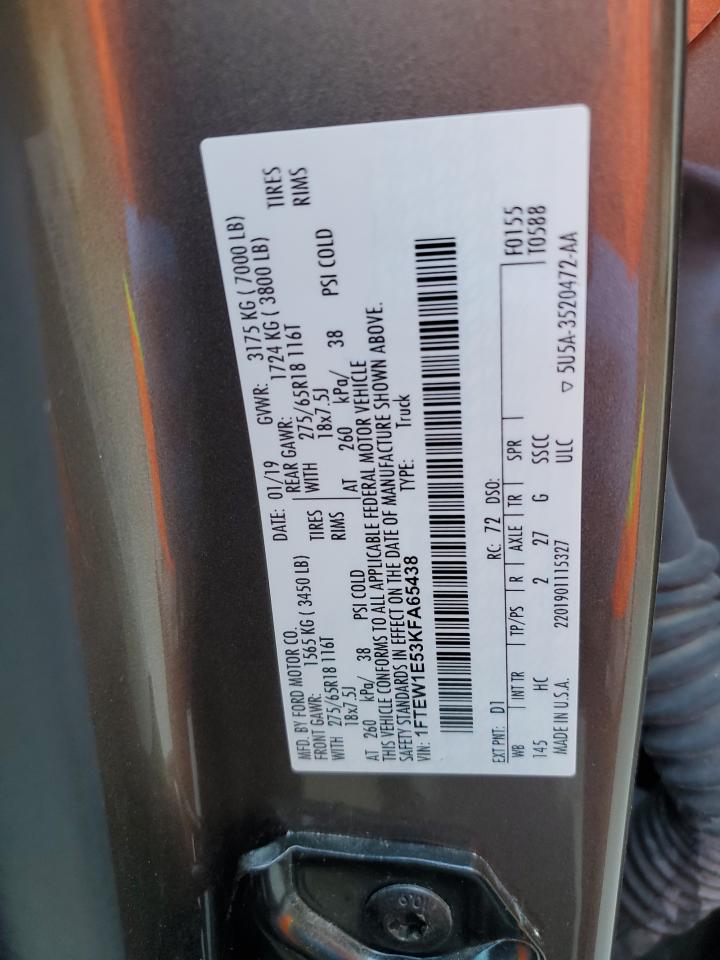 MFD. BY FORD MOTOR CO.
DATE: 01/19 GVWR: 3175 KG ( 7000 LB)
FRONT GAWR: 1565 KG ( 3450 LB) REAR GAWR: 1724 KG ( 3800 LB)
WITH 275/65R18 116T TIRES WITH 275/65R18 116T TIRES
18x7.5J RIMS 18x7.5J RIMS
AT 260 kPa/ 38 PSI COLD AT 260 kPa/ 38 PSI COLD
THIS VEHICLE CONFORMS TO ALL APPLICABLE FEDERAL MOTOR VEHICLE
SAFETY STANDARDS IN EFFECT ON THE DATE OF MANUFACTURE SHOWN ABOVE.
VIN: 1FTEW1E53KFA65438 TYPE: Truck
EXT PNT: D1 RC: 72 DSO: F0155
WB INT TR TP/PS R AXLE TR SPR T0588
145 HC 2 27 G SSCC
MADE IN U.S.A. 2201901115327 ULC ▽ 5U5A-3520472-AA
10.9